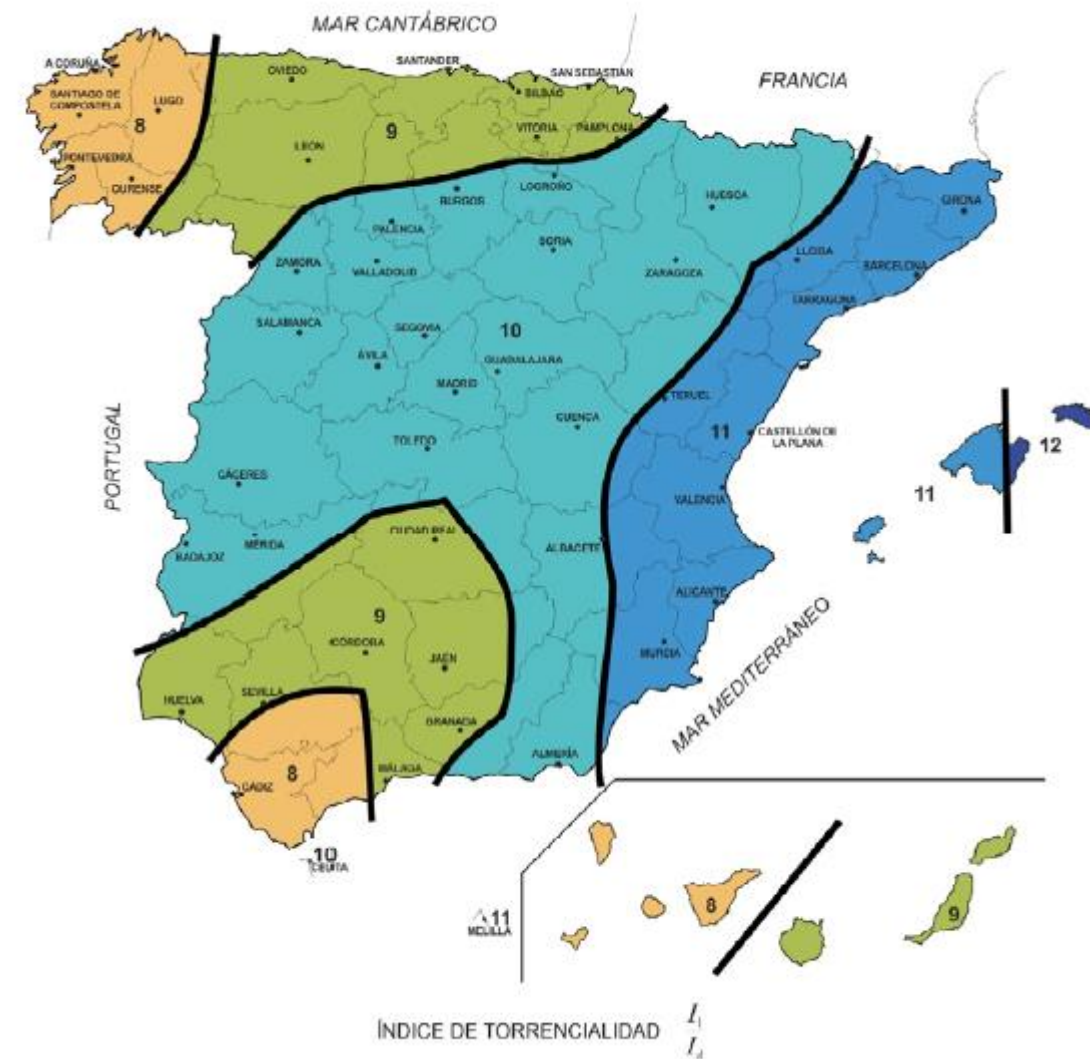 MAR CANTÁBRICO
A CORUÑA
OVIEDO
SANTANDER
SAN SEBASTIÁN
FRANCIA
SANTIAGO DE
COMPOSTELA
LUGO
BILBAO
8
9
VITORIA
PAMPLONA
PONTEVEDRA
LEÓN
OURENSE
LOGROÑO
BURGOS
HUESCA
GIRONA
PALENCIA
SORIA
ZAMORA
VALLADOLID
ZARAGOZA
LLEIDA
BARCELONA
TARRAGONA
SALAMANCA
SEGOVIA
10
ÁVILA
GUADALAJARA
MADRID
TERUEL
PORTUGAL
CUENCA
11
CASTELLÓN DE
LA PLANA
12
TOLEDO
CÁCERES
VALENCIA
11
CIUDAD REAL
ALBACETE
BADAJOZ
MÉRIDA
ALICANTE
9
CÓRDOBA
JAÉN
MURCIA
MAR MEDITERRÁNEO
HUELVA
SEVILLA
GRANADA
ALMERÍA
8
MÁLAGA
CÁDIZ
10
CEUTA
11
MELILLA
8
9
ÍNDICE DE TORRENCIALIDAD I₁
I_d